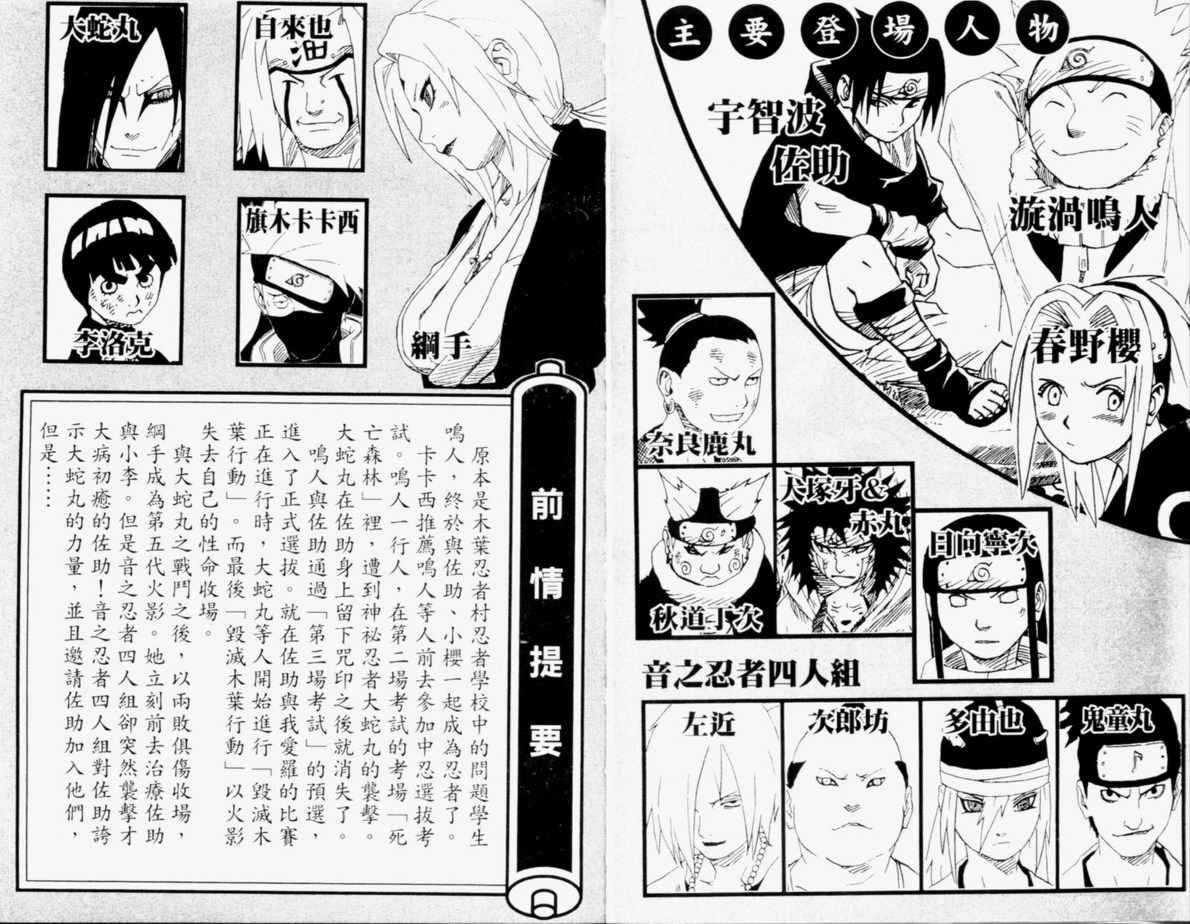 主要登場人物
漩渦鳴人
宇智波
佐助
春野櫻
奈良鹿丸
犬塚牙&
赤丸
秋道丁次
日向寧次
音之忍者四人組
鬼童丸
多由也
次郎坊
左近
綱手
自來也
油
大蛇丸
旗木卡卡西
李洛克
前情提要
原本是木葉忍者學校中的問題學生
鳴人，終於與佐助、小櫻一起成為忍者了。
卡卡西推薦鳴人等人前去參加中忍選拔考
試。鳴人一行人，在第二場考試的考場「死
亡森林」裡，遭到神祕忍者大蛇丸的襲擊。
大蛇丸在佐助身上留下咒印之後就消失了。
鳴人與佐助通過「第三場考試」的預選，
進入了正式選拔。就在佐助與我愛羅的比賽
正在進行時，大蛇丸等人開始進行「毀滅木
葉行動」。而最後「毀滅木葉行動」以火影
失去自己的性命收場。
與大蛇丸之戰鬥之後，以兩敗俱傷收場，
綱手成為第五代火影。她立刻前去治療佐助
與小李。但是音之忍者四人組卻突然襲擊才
大病初癒的佐助！音之忍者四人組對佐助誇
示大蛇丸的力量，並且邀請佐助加入他們，
但是……